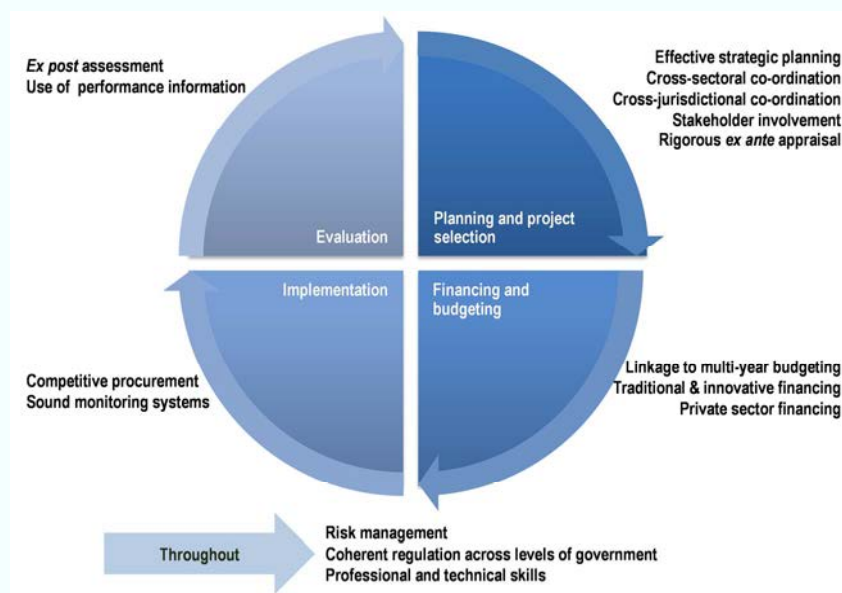 Ex post assessment
Use of performance information
Effective strategic planning
Cross-sectoral co-ordination
Cross-jurisdictional co-ordination
Stakeholder involvement
Rigorous ex ante appraisal
Evaluation
Planning and project
selection
Implementation
Financing and
budgeting
Competitive procurement
Sound monitoring systems
Linkage to multi-year budgeting
Traditional & innovative financing
Private sector financing
Throughout
Risk management
Coherent regulation across levels of government
Professional and technical skills